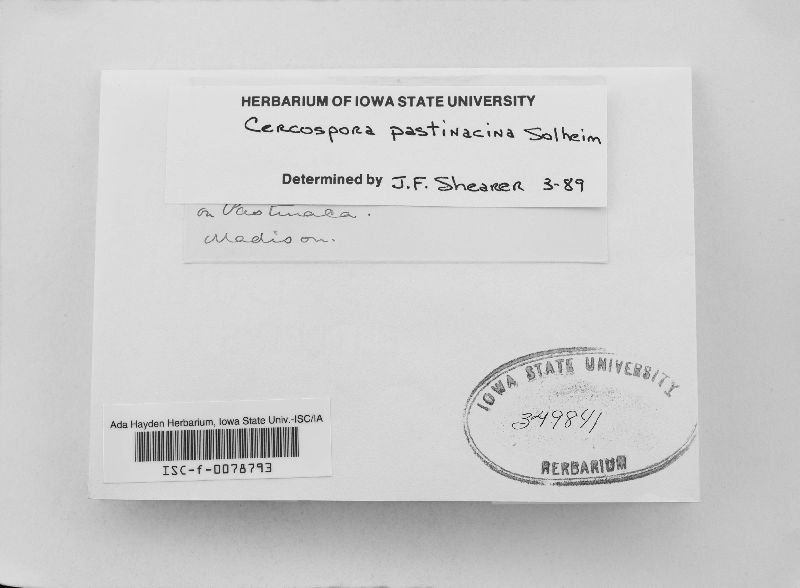 HERBARIUM OF IOWA STATE UNIVERSITY
Cercospora pastinacina Solheim
Determined by J.F. Shearer 3-89
on Pastinaca.
Madison.
IOWA STATE UNIVERSITY
349841
HERBARIUM
Ada Hayden Herbarium, Iowa State Univ.-ISC/IA
ISC-f-0078793